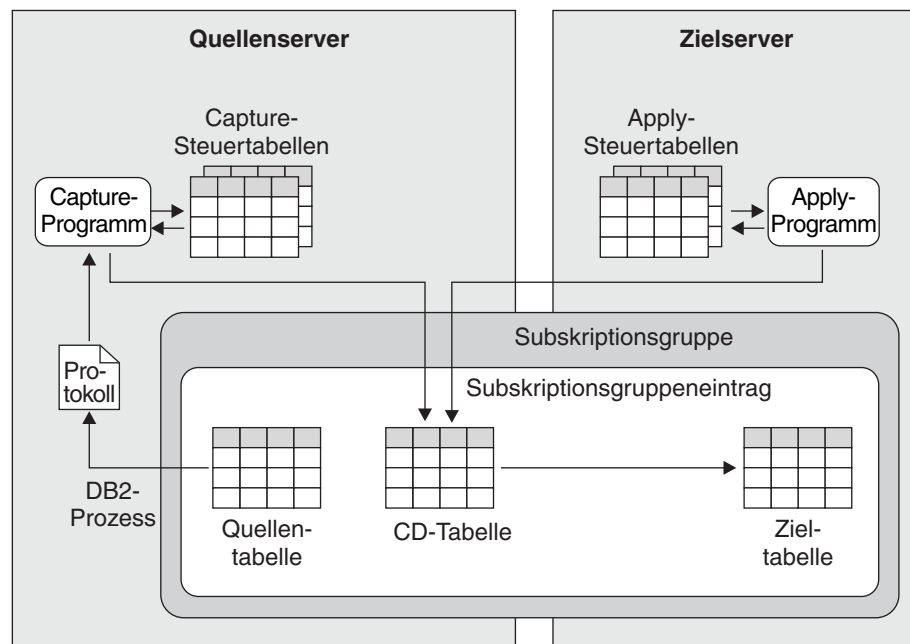 Quellenserver
Zielserver
Capture-
Steuertabellen
Apply-
Steuertabellen
Capture-
Programm
Apply-
Programm
Subskriptionsgruppe
Subskriptionsgruppeneintrag
Pro-
tokoll
DB2-
Prozess
Quellen-
tabelle
CD-Tabelle
Ziel-
tabelle